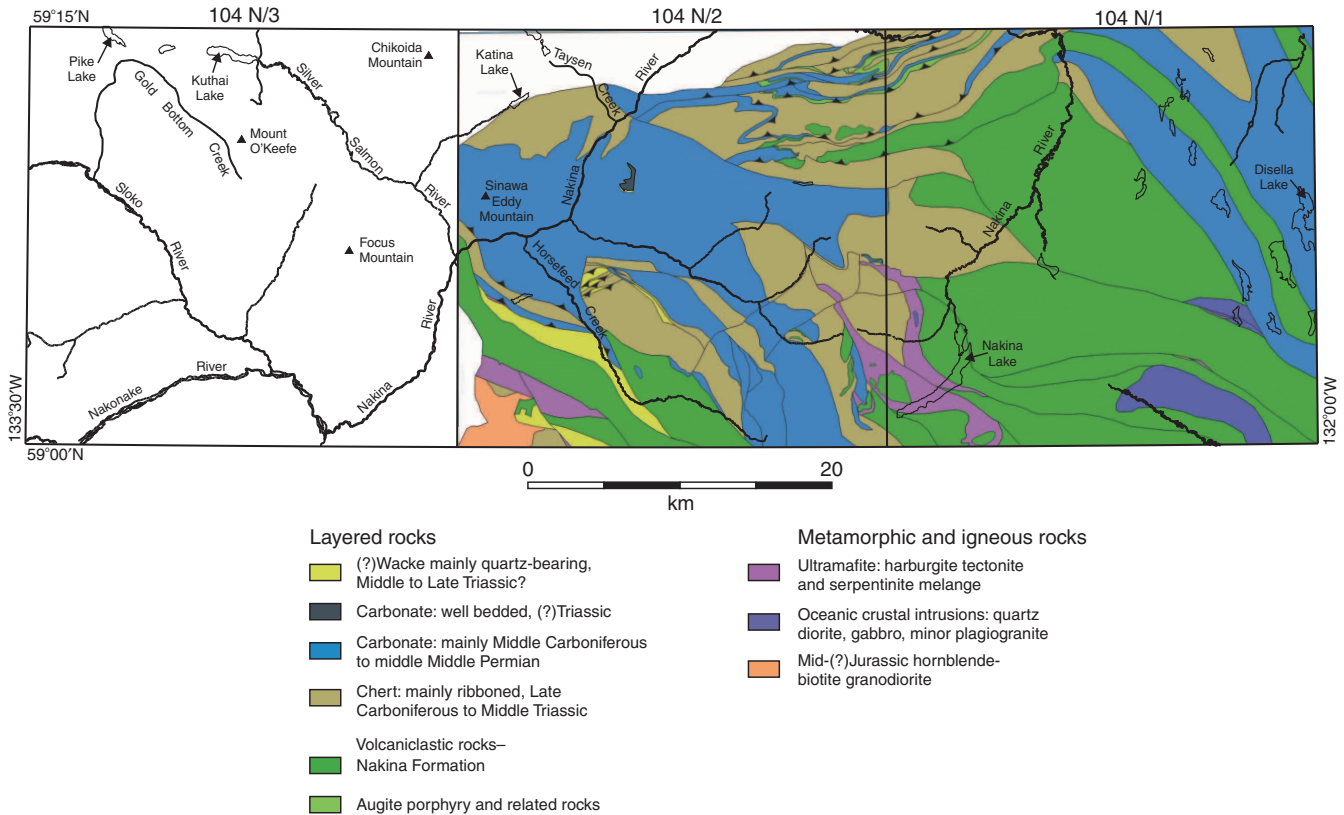 104 N/3
104 N/2
104 N/1
59°15′N
Pike
Lake
Kuthai
Lake
Gold Bottom Creek
Mount
O'Keefe
Chikoida
Mountain
Silver Salmon River
Katina
Lake
Taysen Creek
River
Nakina
Sinawa
Eddy
Mountain
Sloko River
Focus
Mountain
Horsefeed Creek
River
Nakina
River
Nakina
Disella
Lake
Nakina
Lake
Nakonake River
133°30′W
59°00′N
132°00′W
0 20
km
Layered rocks
(?)Wacke mainly quartz-bearing,
Middle to Late Triassic?
Carbonate: well bedded, (?)Triassic
Carbonate: mainly Middle Carboniferous
to middle Middle Permian
Chert: mainly ribboned, Late
Carboniferous to Middle Triassic
Volcaniclastic rocks–
Nakina Formation
Augite porphyry and related rocks
Metamorphic and igneous rocks
Ultramafite: harburgite tectonite
and serpentinite melange
Oceanic crustal intrusions: quartz
diorite, gabbro, minor plagiogranite
Mid-(?)Jurassic hornblende-
biotite granodiorite